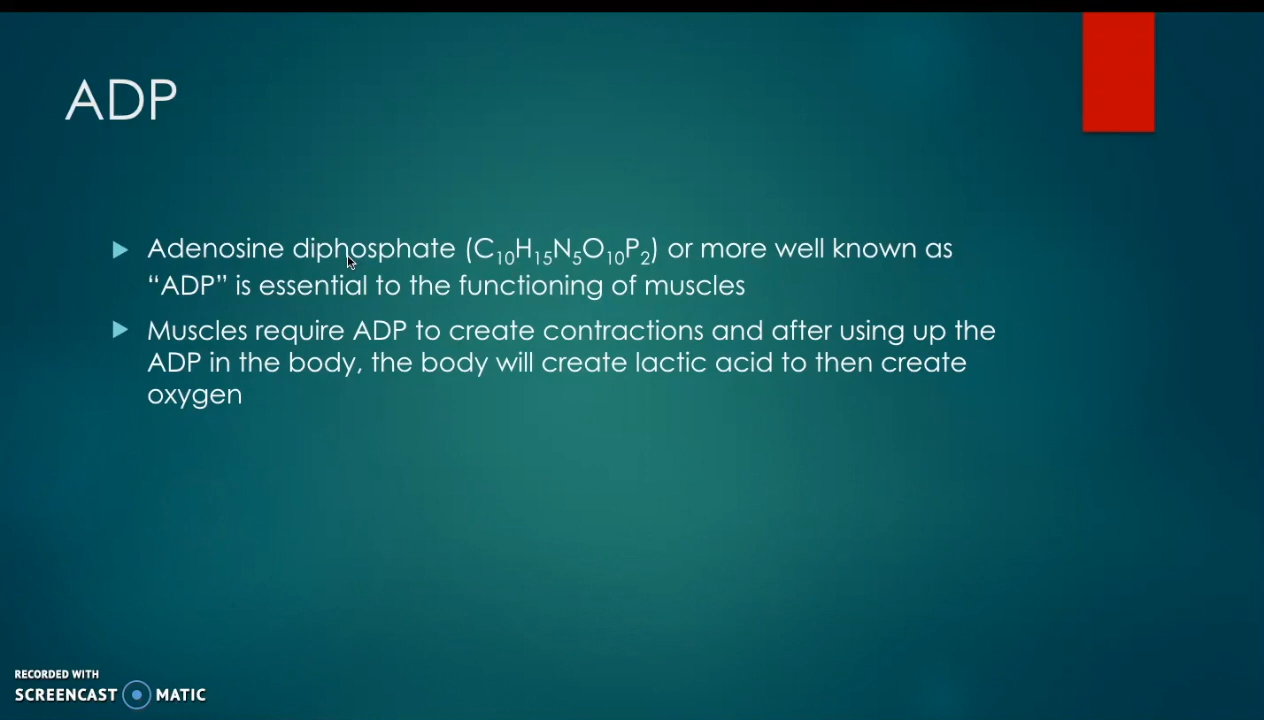 ADP
Adenosine diphosphate (C₁₀H₁₅N₅O₁₀P₂) or more well known as
“ADP” is essential to the functioning of muscles
Muscles require ADP to create contractions and after using up the
ADP in the body, the body will create lactic acid to then create
oxygen
RECORDED WITH
SCREENCAST MATIC